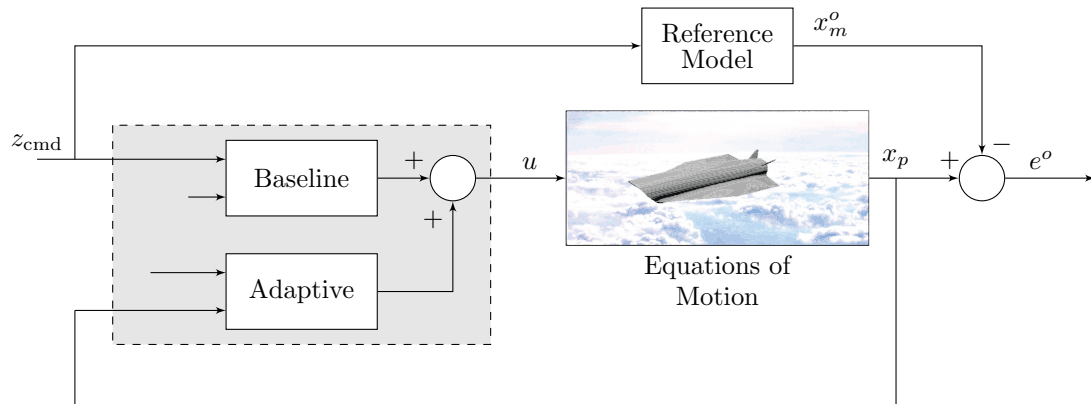 Reference
Model
x_m^o
z_cmd
Baseline
+
+
u
x_p
+
−
e^o
Adaptive
Equations of
Motion